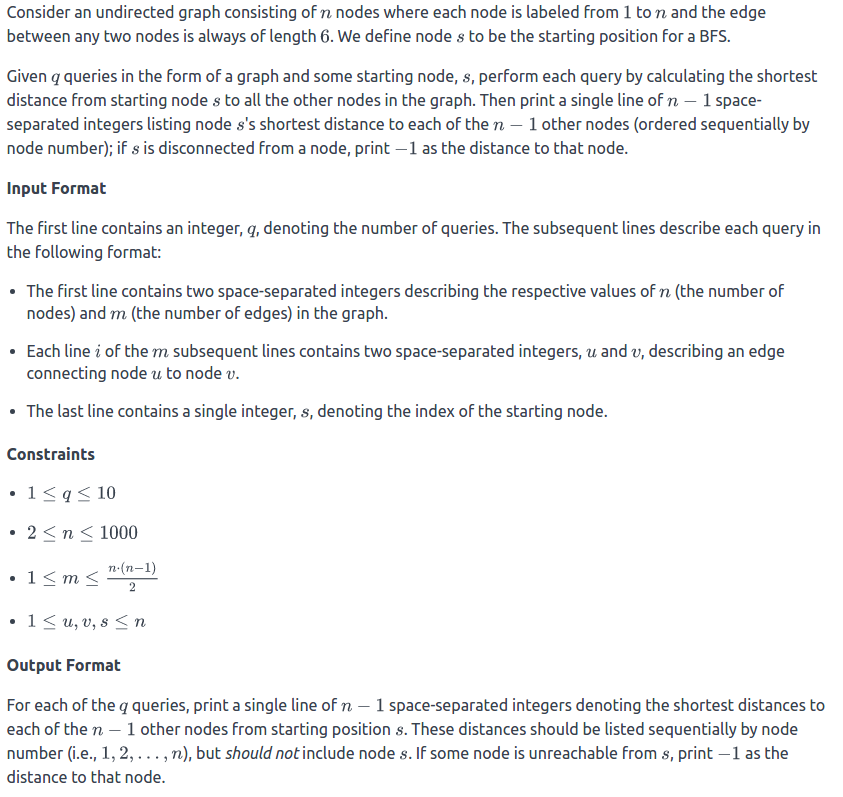 Consider an undirected graph consisting of n nodes where each node is labeled from 1 to n and the edge
between any two nodes is always of length 6. We define node s to be the starting position for a BFS.
Given q queries in the form of a graph and some starting node, s, perform each query by calculating the shortest
distance from starting node s to all the other nodes in the graph. Then print a single line of n − 1 space-
separated integers listing node s's shortest distance to each of the n − 1 other nodes (ordered sequentially by
node number); if s is disconnected from a node, print −1 as the distance to that node.
Input Format
The first line contains an integer, q, denoting the number of queries. The subsequent lines describe each query in
the following format:
• The first line contains two space-separated integers describing the respective values of n (the number of
nodes) and m (the number of edges) in the graph.
• Each line i of the m subsequent lines contains two space-separated integers, u and v, describing an edge
connecting node u to node v.
• The last line contains a single integer, s, denoting the index of the starting node.
Constraints
• 1 ≤ q ≤ 10
• 2 ≤ n ≤ 1000
• 1 ≤ m ≤ n·(n−1)/2
• 1 ≤ u, v, s ≤ n
Output Format
For each of the q queries, print a single line of n − 1 space-separated integers denoting the shortest distances to
each of the n − 1 other nodes from starting position s. These distances should be listed sequentially by node
number (i.e., 1, 2, . . . , n), but should not include node s. If some node is unreachable from s, print −1 as the
distance to that node.